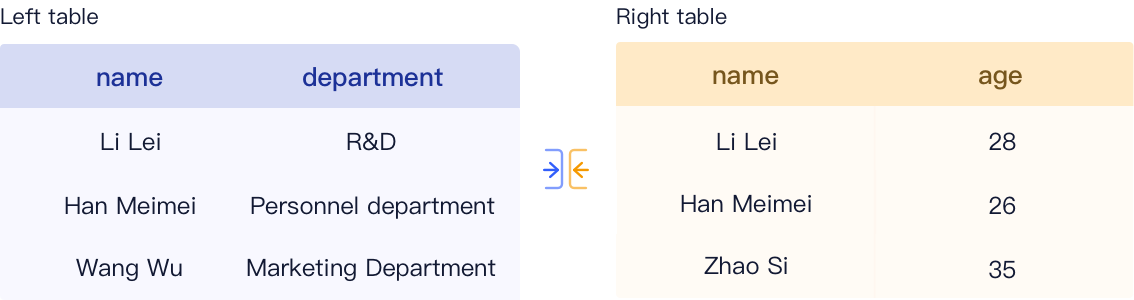 Left table
name department
Li Lei R&D
Han Meimei Personnel department
Wang Wu Marketing Department
Right table
name age
Li Lei 28
Han Meimei 26
Zhao Si 35